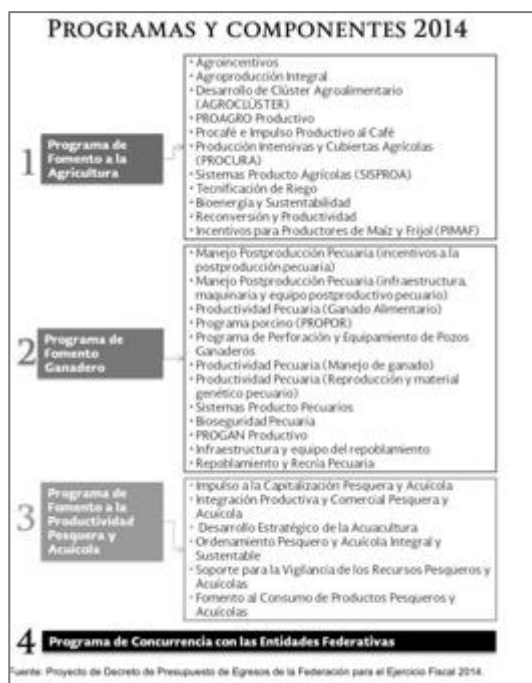 PROGRAMAS Y COMPONENTES 2014
1
Programa de
Fomento a la
Agricultura
• Agroincentivos
• Agroproducción Integral
• Desarrollo de Clúster Agroalimentario
(AGROCLÚSTER)
• PROAGRO Productivo
• Procafé e Impulso Productivo al Café
• Producción Intensivas y Cubiertas Agrícolas
(PROCURA)
• Sistemas Producto Agrícolas (SISPROA)
• Tecnificación de Riego
• Bioenergía y Sustentabilidad
• Reconversión y Productividad
• Incentivos para Productores de Maíz y Frijol (PIMAF)
2
Programa de
Fomento
Ganadero
• Manejo Postproducción Pecuaria (incentivos a la
postproducción pecuaria)
• Manejo Postproducción Pecuaria (infraestructura,
maquinaria y equipo postproductivo pecuario)
• Productividad Pecuaria (Ganado Alimentario)
• Programa porcino (PROPOR)
• Programa de Perforación y Equipamiento de Pozos
Ganaderos
• Productividad Pecuaria (Manejo de ganado)
• Productividad Pecuaria (Reproducción y material
genético pecuario)
• Sistemas Producto Pecuarios
• Bioseguridad Pecuaria
• PROGAN Productivo
• Infraestructura y equipo del repoblamiento
• Repoblamiento y Recría Pecuaria
3
Programa de
Fomento a la
Productividad
Pesquera y
Acuícola
• Impulso a la Capitalización Pesquera y Acuícola
• Integración Productiva y Comercial Pesquera y
Acuícola
• Desarrollo Estratégico de la Acuacultura
• Ordenamiento Pesquero y Acuícola Integral y
Sustentable
• Soporte para la Vigilancia de los Recursos Pesqueros y
Acuícolas
• Fomento al Consumo de Productos Pesqueros y
Acuícolas
4 Programa de Concurrencia con las Entidades Federativas
Fuente: Proyecto de Decreto de Presupuesto de Egresos de la Federación para el Ejercicio Fiscal 2014.